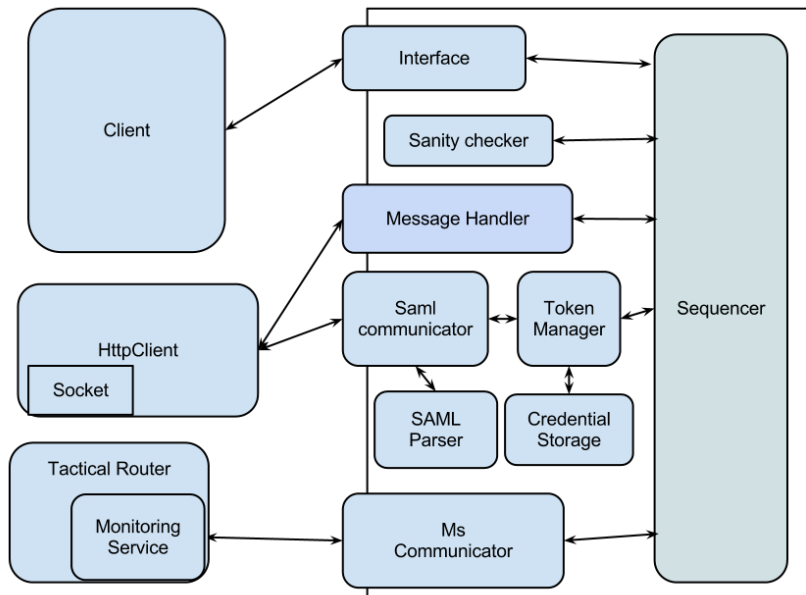 Client
Interface
Sanity checker
Message Handler
HttpClient
Socket
Saml
communicator
Token
Manager
Sequencer
SAML
Parser
Credential
Storage
Tactical Router
Monitoring
Service
Ms
Communicator